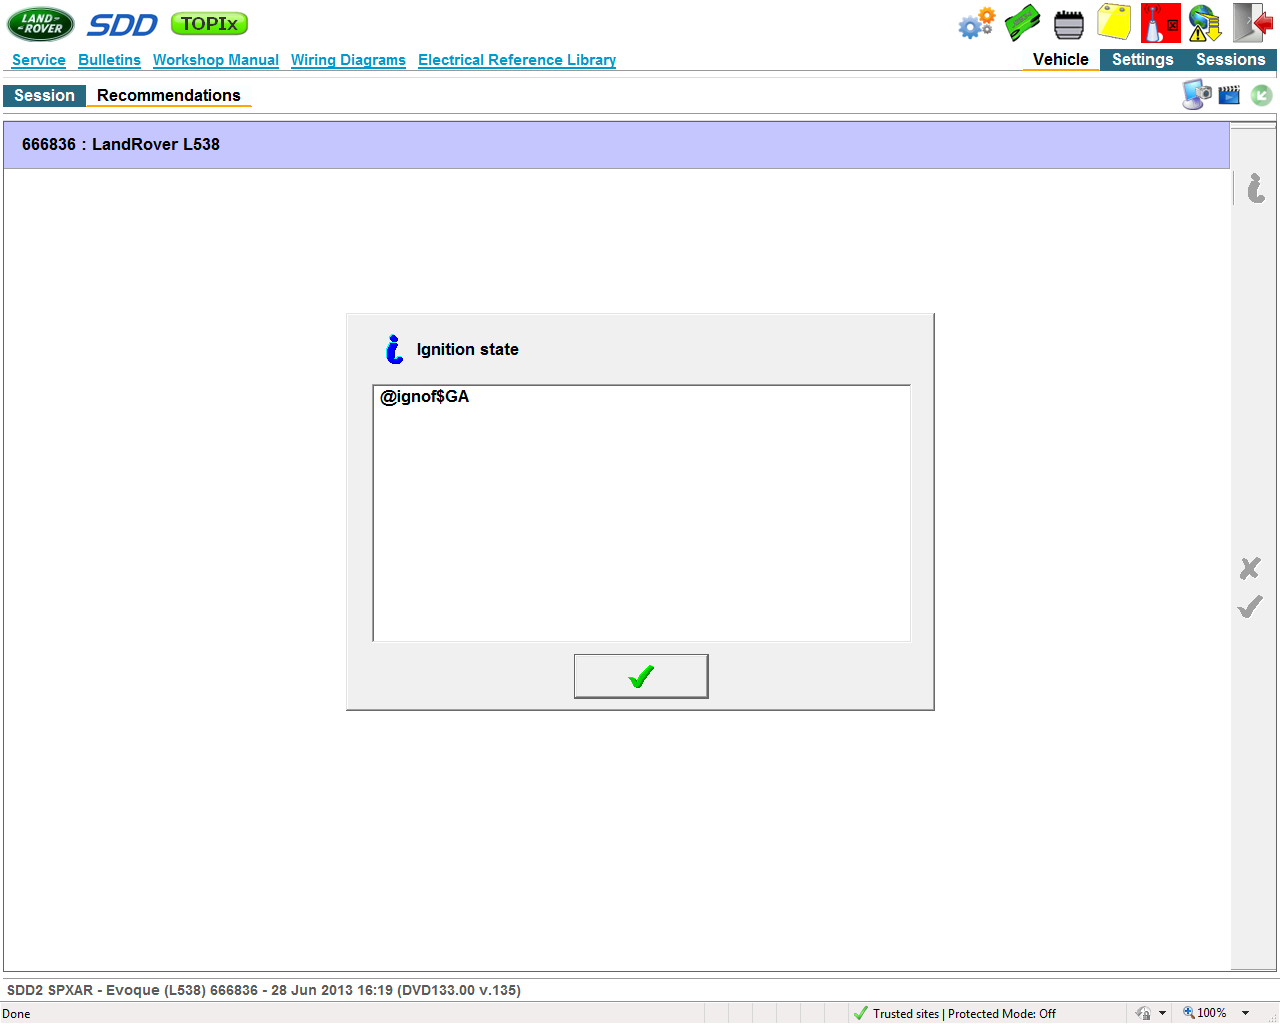 LAND-
-ROVER
SDD TOPIx
Service Bulletins Workshop Manual Wiring Diagrams Electrical Reference Library Vehicle Settings Sessions
Session Recommendations
666836 : LandRover L538
Ignition state
@ignof$GA
SDD2 SPXAR - Evoque (L538) 666836 - 28 Jun 2013 16:19 (DVD133.00 v.135)
Done Trusted sites | Protected Mode: Off 100%